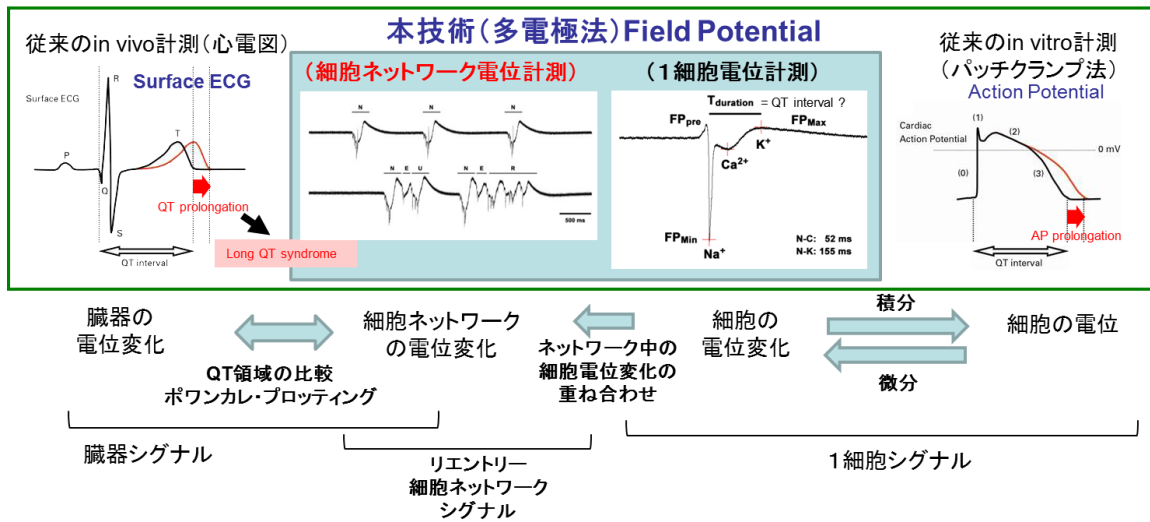 本技術(多電極法)Field Potential
従来のin vivo計測(心電図)
Surface ECG
Surface ECG
R
P
Q
S
T
QT prolongation
QT interval
Long QT syndrome
(細胞ネットワーク電位計測)
N
N
N
N
E
U
N
E
R
500 ms
(1細胞電位計測)
Tduration = QT interval ?
FPpre
FPMax
K+
Ca2+
FPMin
Na+
N-C: 52 ms
N-K: 155 ms
従来のin vitro計測
(パッチクランプ法)
Action Potential
Cardiac
Action Potential
(1)
(2)
0 mV
(0)
(3)
AP prolongation
QT interval
臓器の
電位変化
QT領域の比較
ポワンカレ・プロッティング
細胞ネットワーク
の電位変化
ネットワーク中の
細胞電位変化の
重ね合わせ
細胞の
電位変化
積分
微分
細胞の電位
臓器シグナル
リエントリー
細胞ネットワーク
シグナル
1細胞シグナル